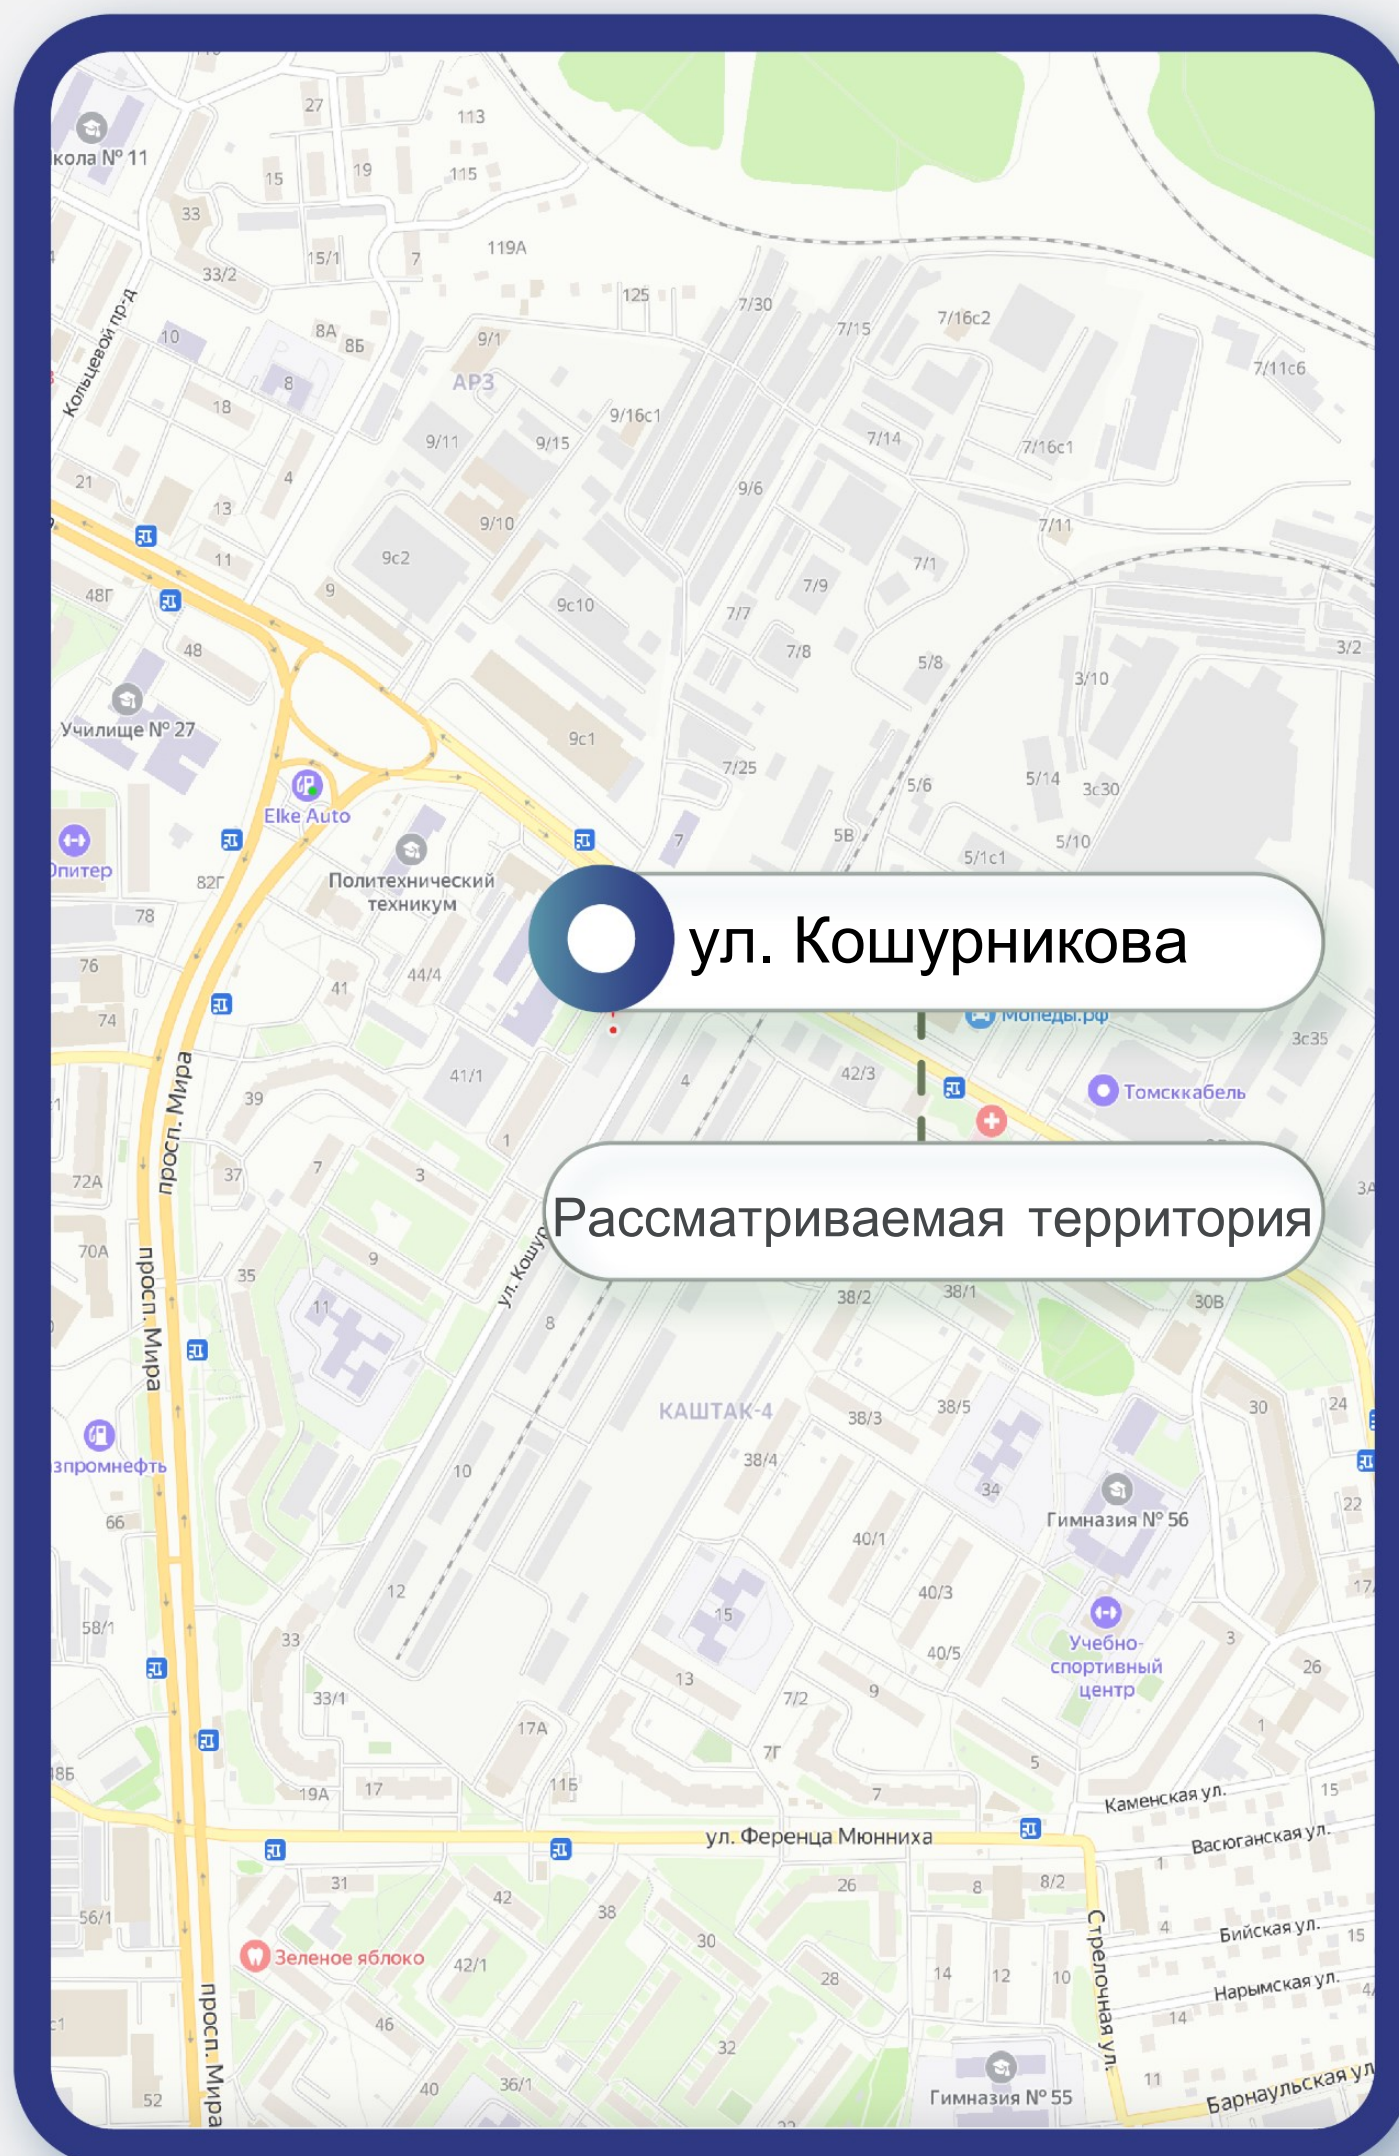 кола № 11
27
113
15
19
115
33
33/2
15/1
7
119А
125
7/30
7/15
7/16с2
7/11с6
Кольцевой пр-д
10
8А
8Б
9/1
АРЗ
8
18
9/11
9/15
9/16с1
7/14
7/16с1
21
4
13
9/10
9/6
7/11
11
9с2
9
9с10
7/1
7/9
7/7
48Г
48
7/8
5/8
3/10
3/2
Училище № 27
9с1
7/25
5/6
5/14
3с30
Elke Auto
7
5В
5/1с1
5/10
Политехнический
техникум
82Г
78
ул. Кошурникова
76
41
44/4
74
Мопеды.рф
3с35
просп. Мира
39
41/1
4
42/3
Томсккабель
72А
37
7
3
1
Рассматриваемая территория
70А
35
9
ул. Кошур
просп. Мира
11
8
38/2
38/1
30В
КАШТАК-4
38/3
38/5
30
24
38/4
зпромнефть
10
34
Гимназия № 56
22
66
40/1
12
15
40/3
58/1
33
40/5
Учебно-
спортивный
центр
3
26
33/1
13
7/2
9
17А
7Г
5
1
19А
17
11Б
7
Каменская ул.
15
ул. Ференца Мюнниха
Васюганская ул.
1
31
42
38
26
8
8/2
56/1
30
Стрелочная ул.
4
Бийская ул.
15
Зеленое яблоко
42/1
28
14
12
10
Нарымская ул.
14
просп. Мира
46
32
52
40
36/1
Гимназия № 55
11
Барнаульская ул